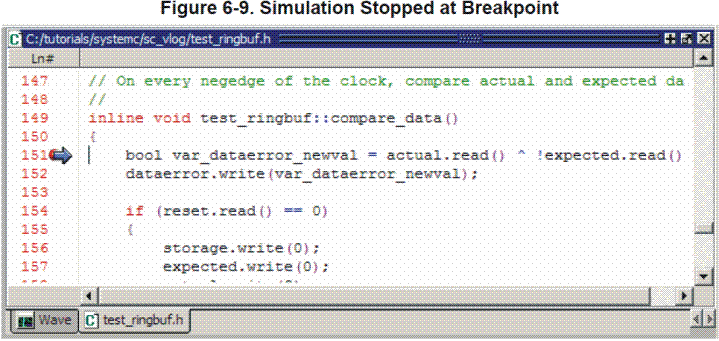 Figure 6-9. Simulation Stopped at Breakpoint
C:/tutorials/systemc/sc_vlog/test_ringbuf.h
Ln#
147 // On every negedge of the clock, compare actual and expected da
148 //
149 inline void test_ringbuf::compare_data()
150 {
151 bool var_dataerror_newval = actual.read() ^ !expected.read()
152 dataerror.write(var_dataerror_newval);
153
154 if (reset.read() == 0)
155 {
156 storage.write(0);
157 expected.write(0);
Wave test_ringbuf.h